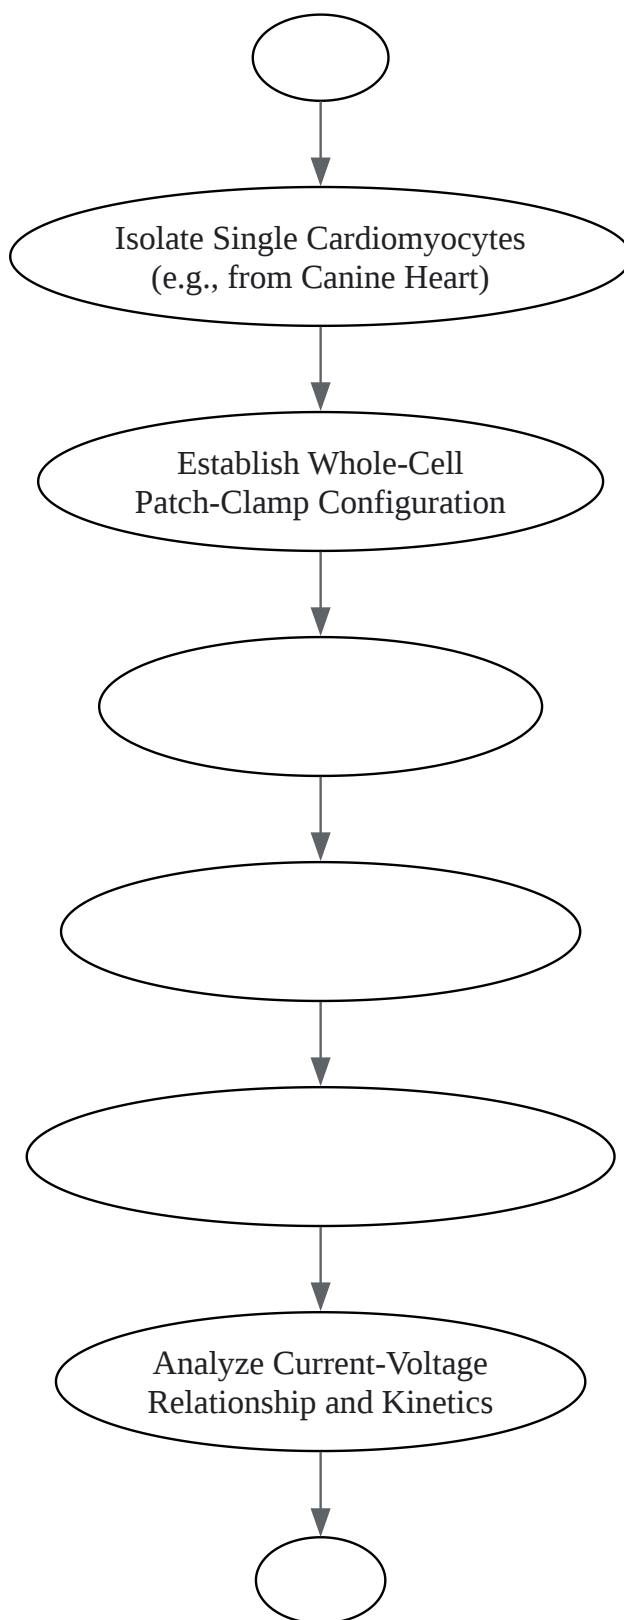 Isolate Single Cardiomyocytes
(e.g., from Canine Heart)
Establish Whole-Cell
Patch-Clamp Configuration
Analyze Current-Voltage
Relationship and Kinetics